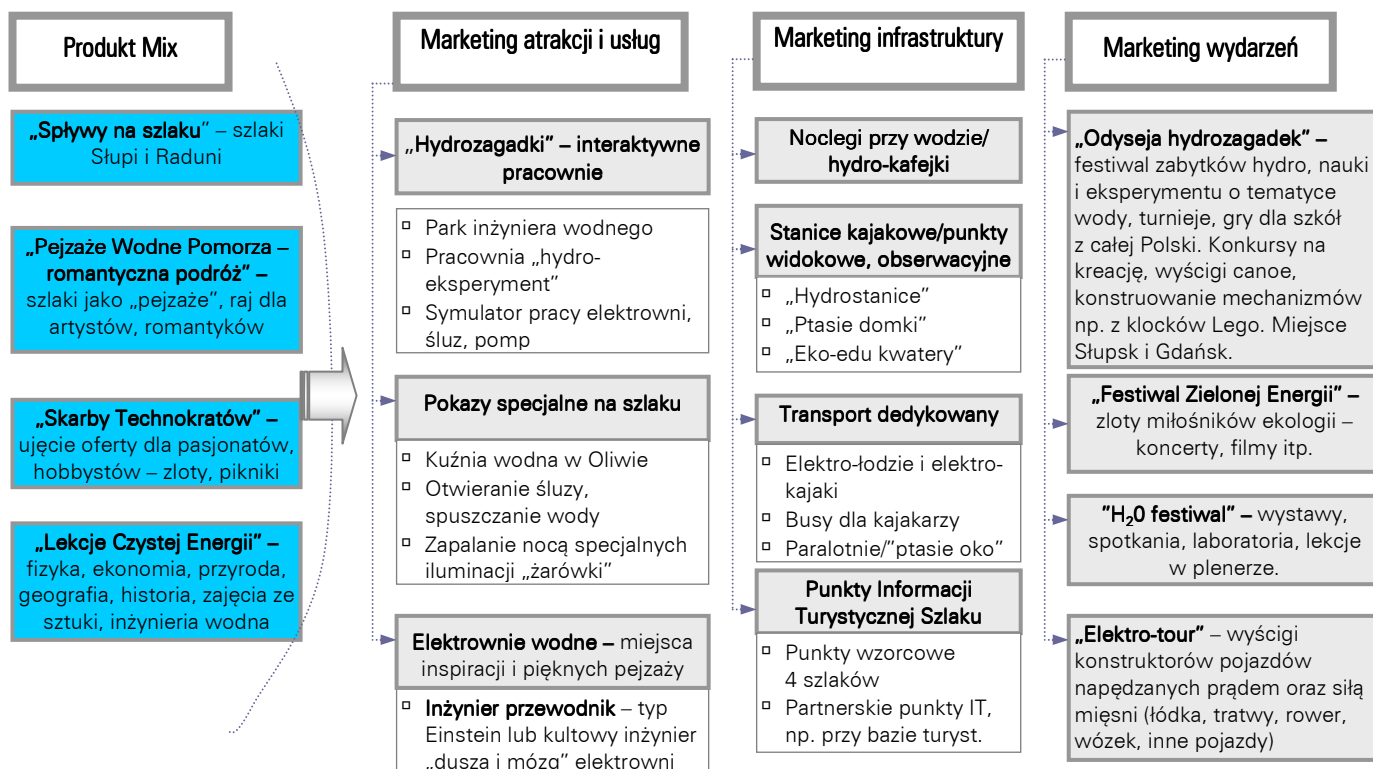 Produkt Mix
„Spływy na szlaku” – szlaki
Słupi i Raduni
„Pejzaże Wodne Pomorza –
romantyczna podróż” –
szlaki jako „pejzaże”, raj dla
artystów, romantyków
„Skarby Technokratów” –
ujęcie oferty dla pasjonatów,
hobbystów – zloty, pikniki
„Lekcje Czystej Energii” –
fizyka, ekonomia, przyroda,
geografia, historia, zajęcia ze
sztuki, inżynieria wodna
Marketing atrakcji i usług
„Hydrozagadki” – interaktywne
pracownie
Park inżyniera wodnego
Pracownia „hydro-
eksperyment”
Symulator pracy elektrowni,
śluz, pomp
Pokazy specjalne na szlaku
Kuźnia wodna w Oliwie
Otwieranie śluzy,
spuszczanie wody
Zapalanie nocą specjalnych
iluminacji „żarówki”
Elektrownie wodne – miejsca
inspiracji i pięknych pejzaży
Inżynier przewodnik – typ
Einstein lub kultowy inżynier
„dusza i mózg” elektrowni
Marketing infrastruktury
Noclegi przy wodzie/
hydro-kafejki
Stanice kajakowe/punkty
widokowe, obserwacyjne
„Hydrostanice”
„Ptasie domki”
„Eko-edu kwatery”
Transport dedykowany
Elektro-łodzie i elektro-
kajaki
Busy dla kajakarzy
Paralotnie/”ptasie oko”
Punkty Informacji
Turystycznej Szlaku
Punkty wzorcowe
4 szlaków
Partnerskie punkty IT,
np. przy bazie turyst.
Marketing wydarzeń
„Odyseja hydrozagadek” –
festiwal zabytków hydro, nauki
i eksperymentu o tematyce
wody, turnieje, gry dla szkół
z całej Polski. Konkursy na
kreację, wyścigi canoe,
konstruowanie mechanizmów
np. z klocków Lego. Miejsce
Słupsk i Gdańsk.
„Festiwal Zielonej Energii” –
zloty miłośników ekologii –
koncerty, filmy itp.
”H₂0 festiwal” – wystawy,
spotkania, laboratoria, lekcje
w plenerze.
„Elektro-tour” – wyścigi
konstruktorów pojazdów
napędzanych prądem oraz siłą
mięsni (łódka, tratwy, rower,
wózek, inne pojazdy)